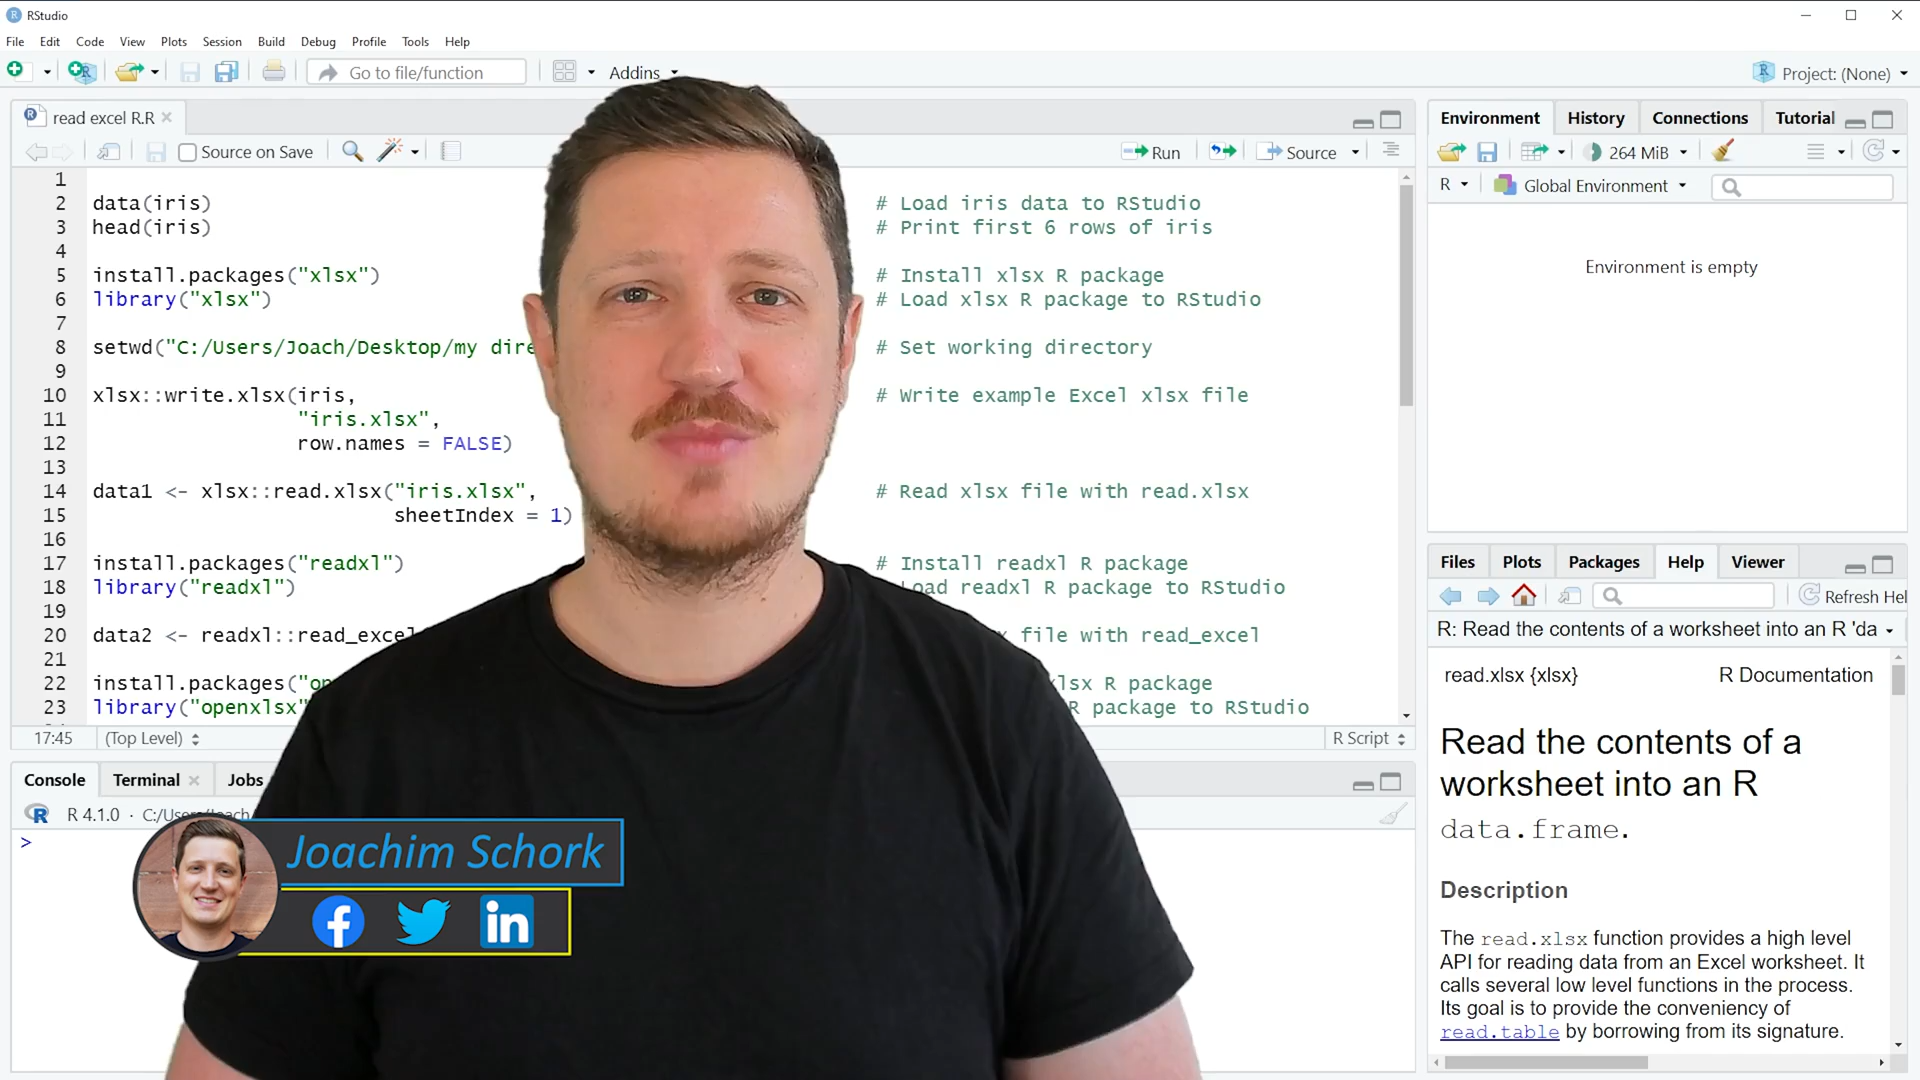 RStudio
File Edit Code View Plots Session Build Debug Profile Tools Help
Go to file/function Addins Project: (None)
read excel R.R
Source on Save Run Source
1
2 data(iris) # Load iris data to RStudio
3 head(iris) # Print first 6 rows of iris
4
5 install.packages("xlsx") # Install xlsx R package
6 library("xlsx") # Load xlsx R package to RStudio
7
8 setwd("C:/Users/Joach/Desktop/my # Set working directory
9
10 xlsx::write.xlsx(iris, # Write example Excel xlsx file
11 "iris.xlsx",
12 row.names = FALSE)
13
14 data1 <- xlsx::read.xlsx("iris.xlsx", # Read xlsx file with read.xlsx
15 sheetIndex = 1)
16
17 install.packages("readxl") # Install readxl R package
18 library("readxl") Load readxl R package to RStudio
19
20 data2 <- readxl::read_excel file with read_excel
21
22 install.packages(" R package
23 library("openxlsx" R package to RStudio
17:45 (Top Level) R Script
Console Terminal Jobs
R 4.1.0 · C:/Users/Joach
>
Joachim Schork
f
in
Environment History Connections Tutorial
264 MiB
R Global Environment
Environment is empty
Files Plots Packages Help Viewer
Refresh Hel
R: Read the contents of a worksheet into an R 'da
read.xlsx {xlsx} R Documentation
Read the contents of a
worksheet into an R
data.frame.
Description
The read.xlsx function provides a high level
API for reading data from an Excel worksheet. It
calls several low level functions in the process.
Its goal is to provide the conveniency of
read.table by borrowing from its signature.